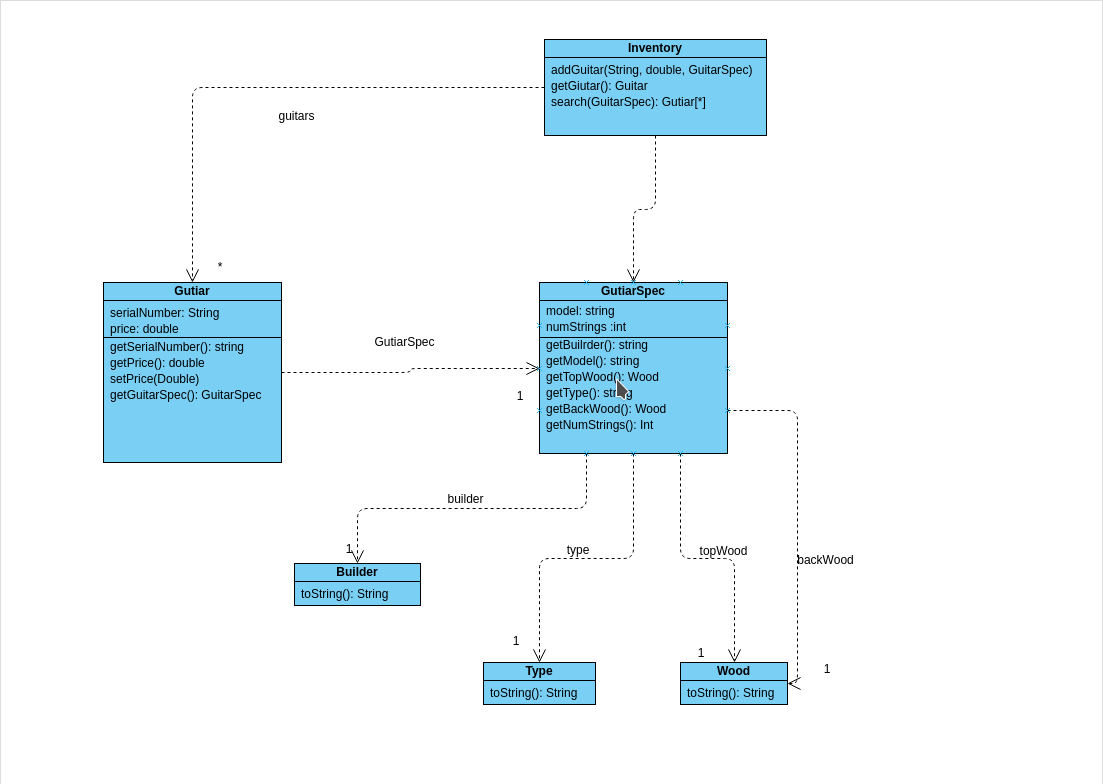 Inventory
addGuitar(String, double, GuitarSpec)
getGiutar(): Guitar
search(GuitarSpec): Gutiar[*]
guitars
*
Gutiar
serialNumber: String
price: double
getSerialNumber(): string
getPrice(): double
setPrice(Double)
getGuitarSpec(): GuitarSpec
GutiarSpec
1
GutiarSpec
model: string
numStrings :int
getBuilrder(): string
getModel(): string
getTopWood(): Wood
getType(): string
getBackWood(): Wood
getNumStrings(): Int
builder
1
Builder
toString(): String
type
1
Type
toString(): String
topWood
1
Wood
toString(): String
backWood
1